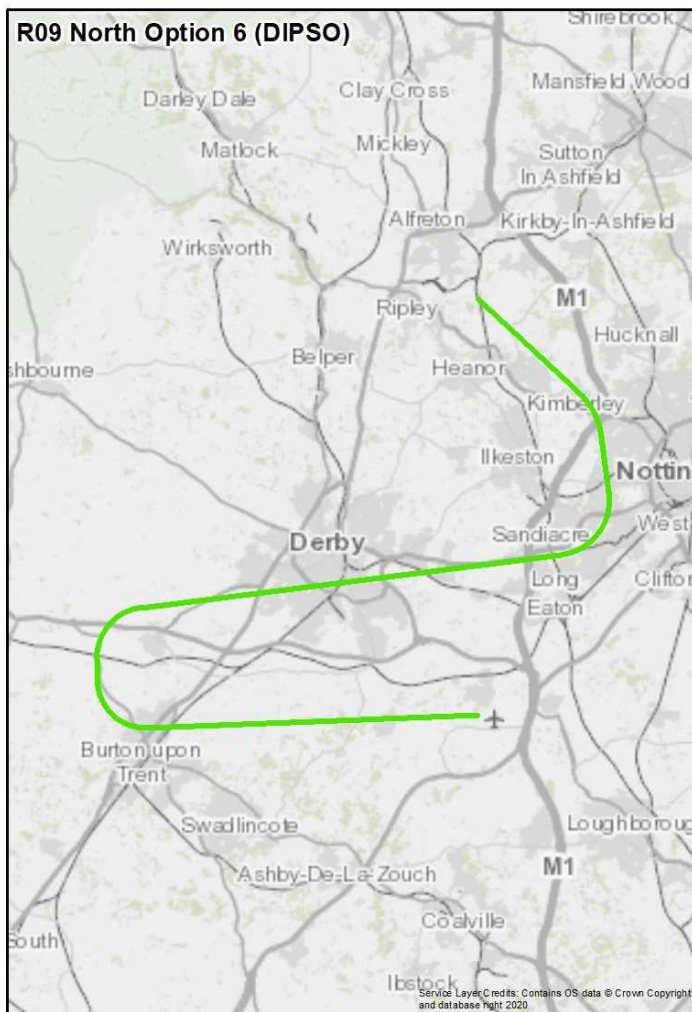 R09 North Option 6 (DIPSO)
Shirebrook
Mansfield Wood
Clay Cross
Darley Dale
Matlock
Mickley
Sutton
In Ashfield
Alfreton
Kirkby-In-Ashfield
Wirksworth
M1
Ripley
Hucknall
Belper
Heanor
shbourne
Kimberley
Ilkeston
Nottin
Sandiacre
West
Derby
Long
Eaton
Clifton
Burton upon
Trent
Swadlincote
Loughboroug
Ashby-De-La-Zouch
M1
Coalville
South
Ibstock
Service Layer Credits: Contains OS data © Crown Copyright
and database right 2020